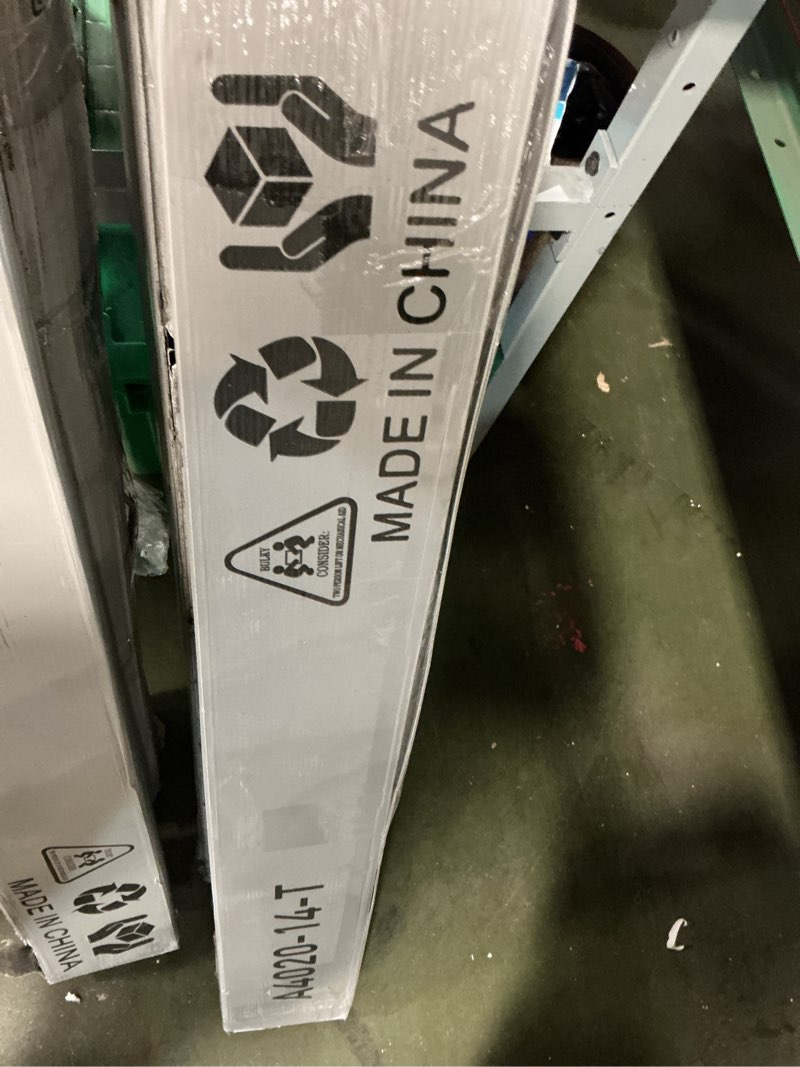 MADE IN CHINA
BULKY
CONSIDER:
TWO PERSON LIFT OR MECHANICAL AID
A4020-14-T
MADE IN CHINA